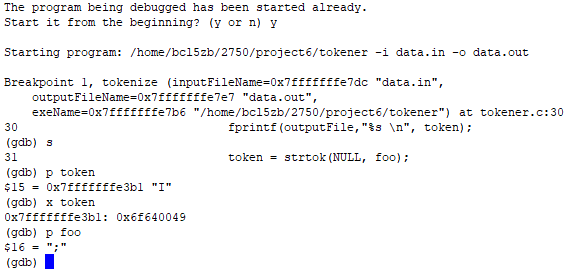 The program being debugged has been started already.
Start it from the beginning? (y or n) y
Starting program: /home/bcl5zb/2750/project6/tokener -i data.in -o data.out
Breakpoint 1, tokenize (inputFileName=0x7fffffffe7dc "data.in",
outputFileName=0x7fffffffe7e7 "data.out",
exeName=0x7fffffffe7b6 "/home/bcl5zb/2750/project6/tokener") at tokener.c:30
30 fprintf(outputFile,"%s \n", token);
(gdb) s
31 token = strtok(NULL, foo);
(gdb) p token
$15 = 0x7fffffffe3b1 "I"
(gdb) x token
0x7fffffffe3b1: 0x6f640049
(gdb) p foo
$16 = ";"
(gdb)